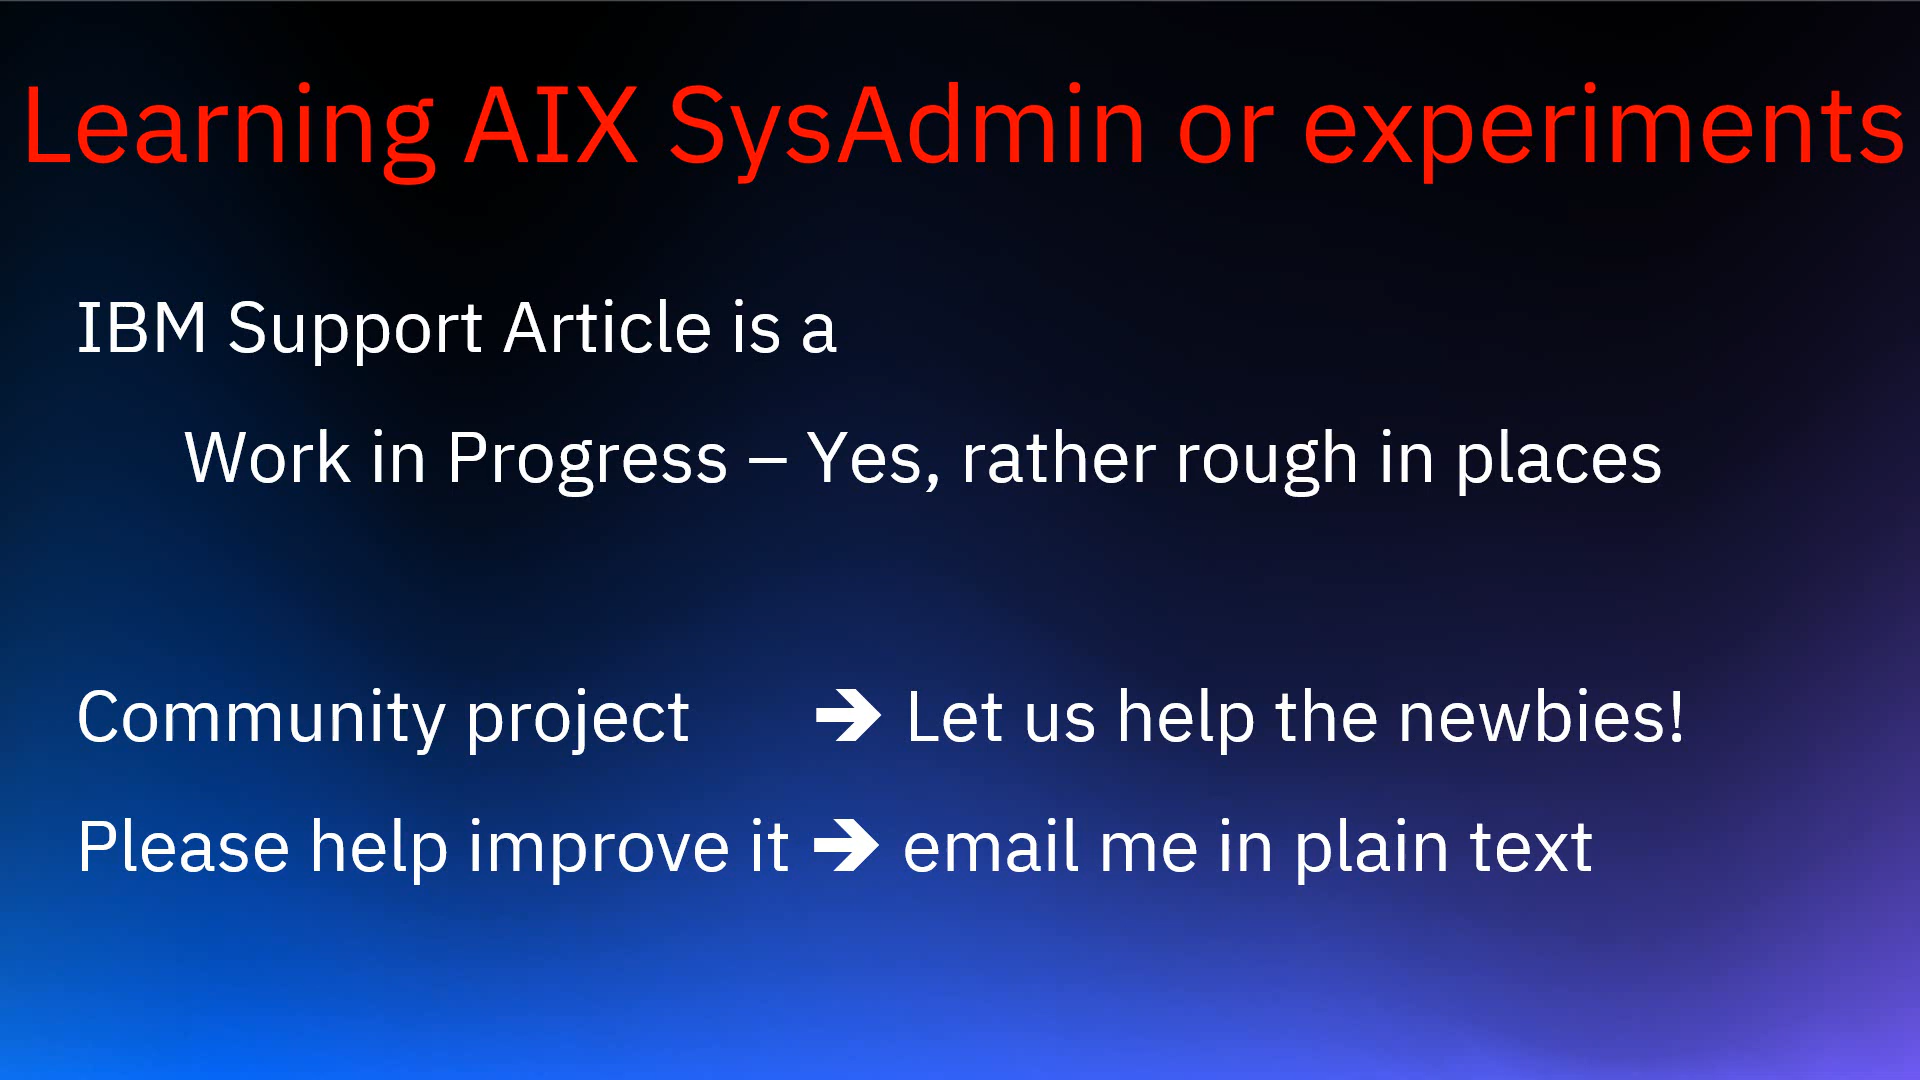 Learning AIX SysAdmin or experiments
IBM Support Article is a
Work in Progress – Yes, rather rough in places
Community project 🡺 Let us help the newbies!
Please help improve it 🡺 email me in plain text